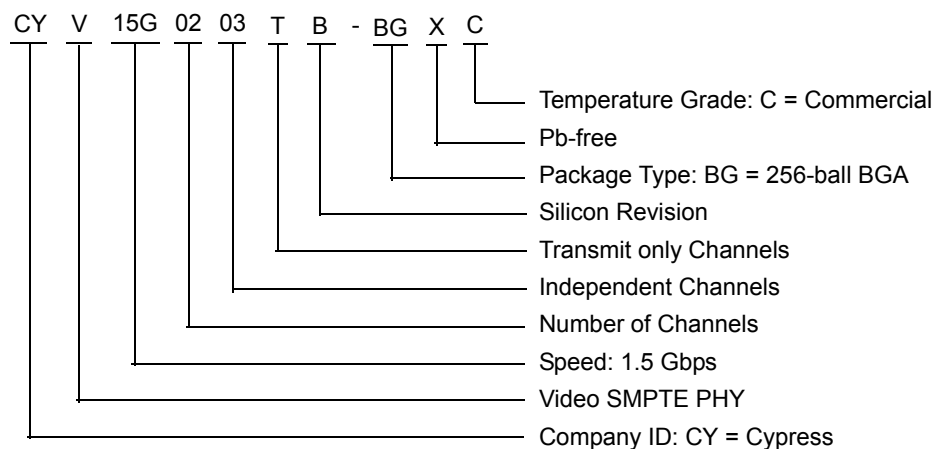 CY V 15G 02 03 T B - BG X C
Temperature Grade: C = Commercial
Pb-free
Package Type: BG = 256-ball BGA
Silicon Revision
Transmit only Channels
Independent Channels
Number of Channels
Speed: 1.5 Gbps
Video SMPTE PHY
Company ID: CY = Cypress